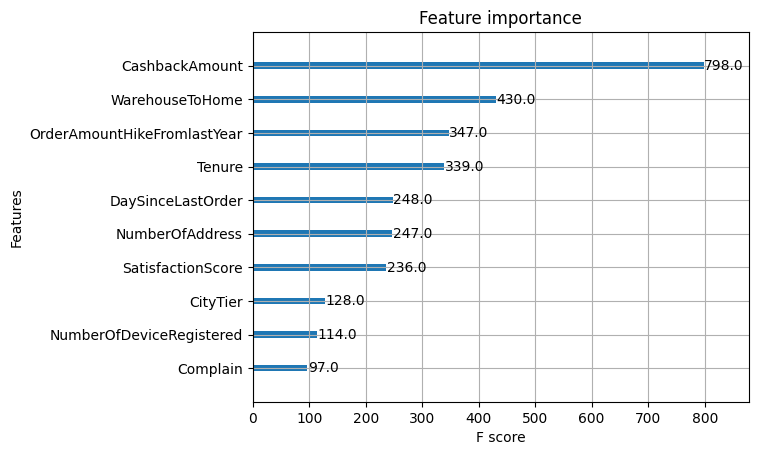 Feature importance
CashbackAmount 798.0
WarehouseToHome 430.0
OrderAmountHikeFromlastYear 347.0
Tenure 339.0
DaySinceLastOrder 248.0
NumberOfAddress 247.0
SatisfactionScore 236.0
CityTier 128.0
NumberOfDeviceRegistered 114.0
Complain 97.0
Features
0 100 200 300 400 500 600 700 800
F score